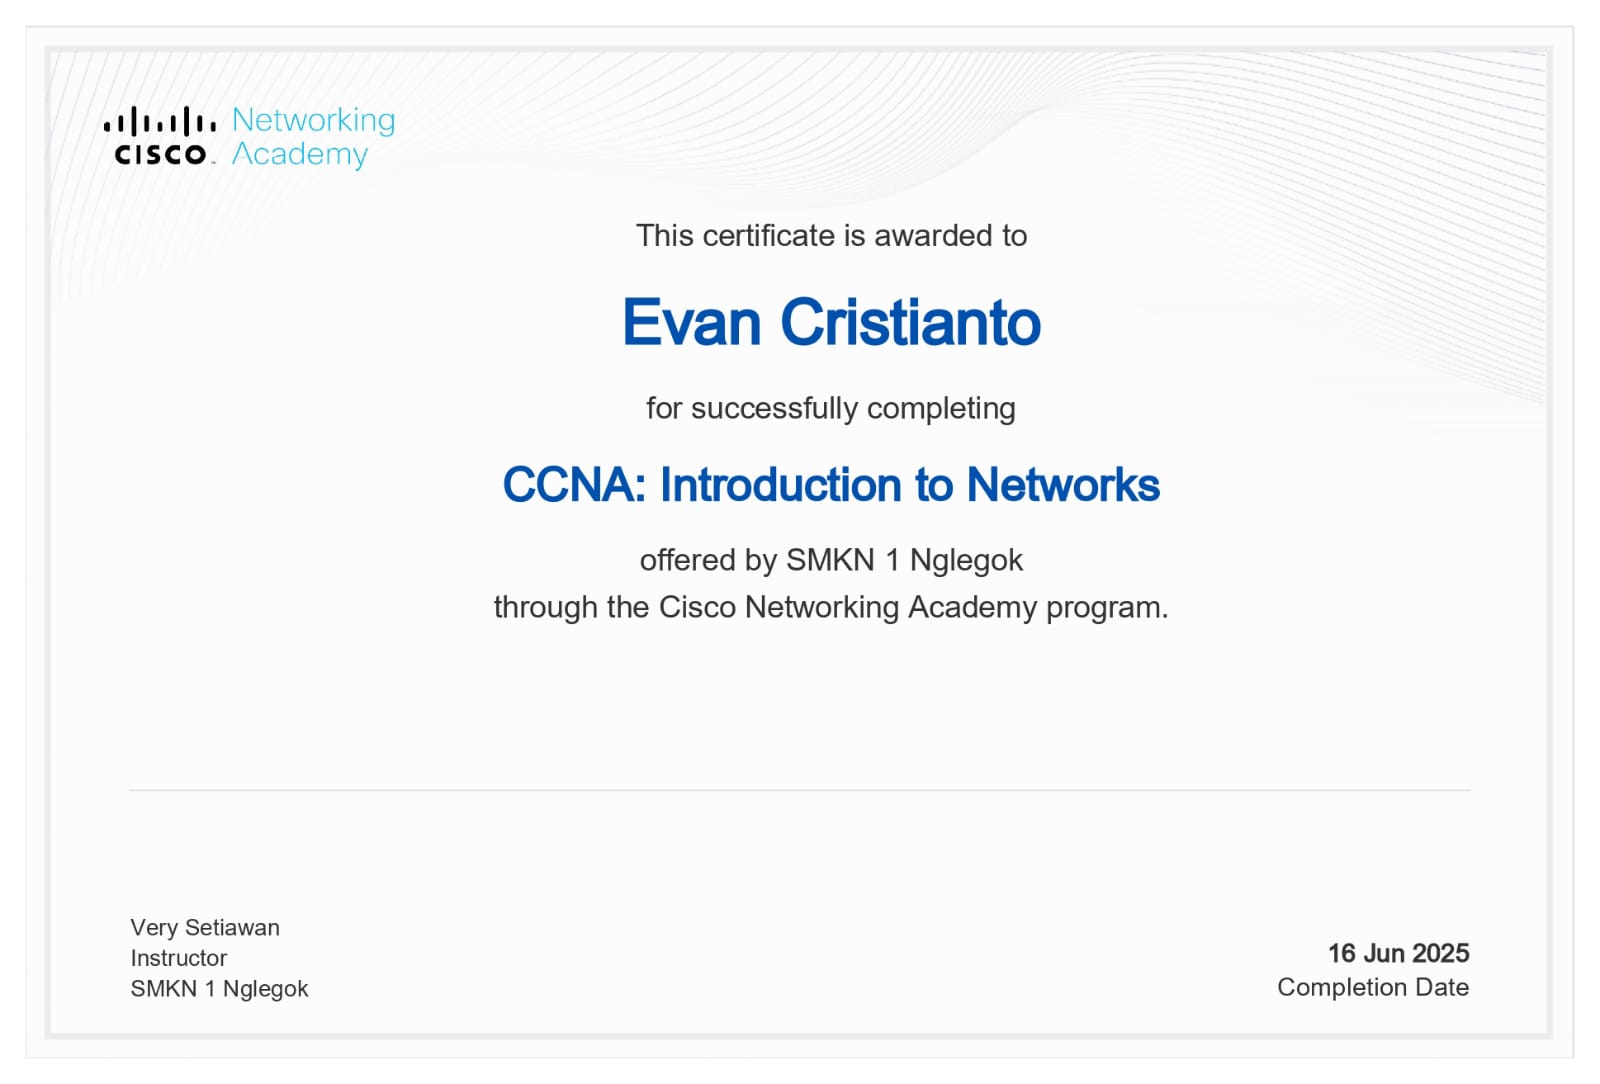 Networking
CISCO™ Academy
This certificate is awarded to
Evan Cristianto
for successfully completing
CCNA: Introduction to Networks
offered by SMKN 1 Nglegok
through the Cisco Networking Academy program.
Very Setiawan
Instructor
SMKN 1 Nglegok
16 Jun 2025
Completion Date